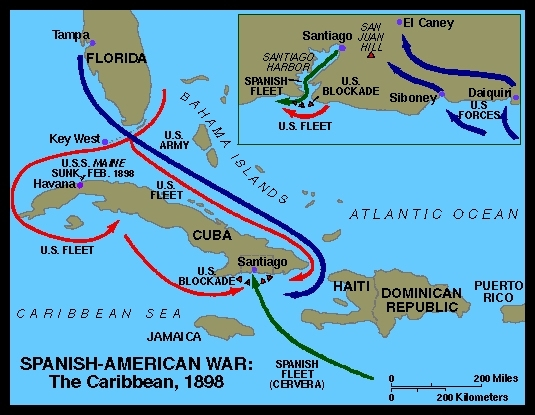 Tampa
FLORIDA
Key West
U.S.S. MAINE
SUNK, FEB. 1898
Havana
U.S.
ARMY
BAHAMA ISLANDS
U.S.
FLEET
U.S. FLEET
CUBA
U.S.
BLOCKADE
Santiago
ATLANTIC OCEAN
HAITI
DOMINICAN
REPUBLIC
PUERTO
RICO
CARIBBEAN SEA
JAMAICA
SPANISH
FLEET
(CERVERA)
SPANISH-AMERICAN WAR:
The Caribbean, 1898
0
200 Miles
0
200 Kilometers
Santiago
SAN
JUAN
HILL
El Caney
SANTIAGO
HARBOR
SPANISH
FLEET
U.S.
BLOCKADE
U.S. FLEET
Siboney
Daiquiri
U.S
FORCES